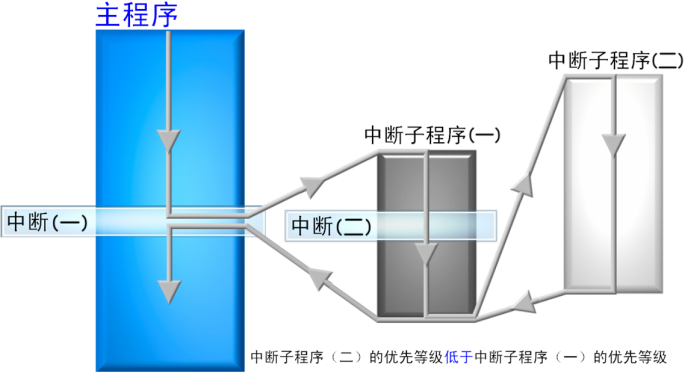 主程序
中断子程序(二)
中断子程序(一)
中断(一)
中断(二)
中断子程序（二）的优先等级低于中断子程序（一）的优先等级